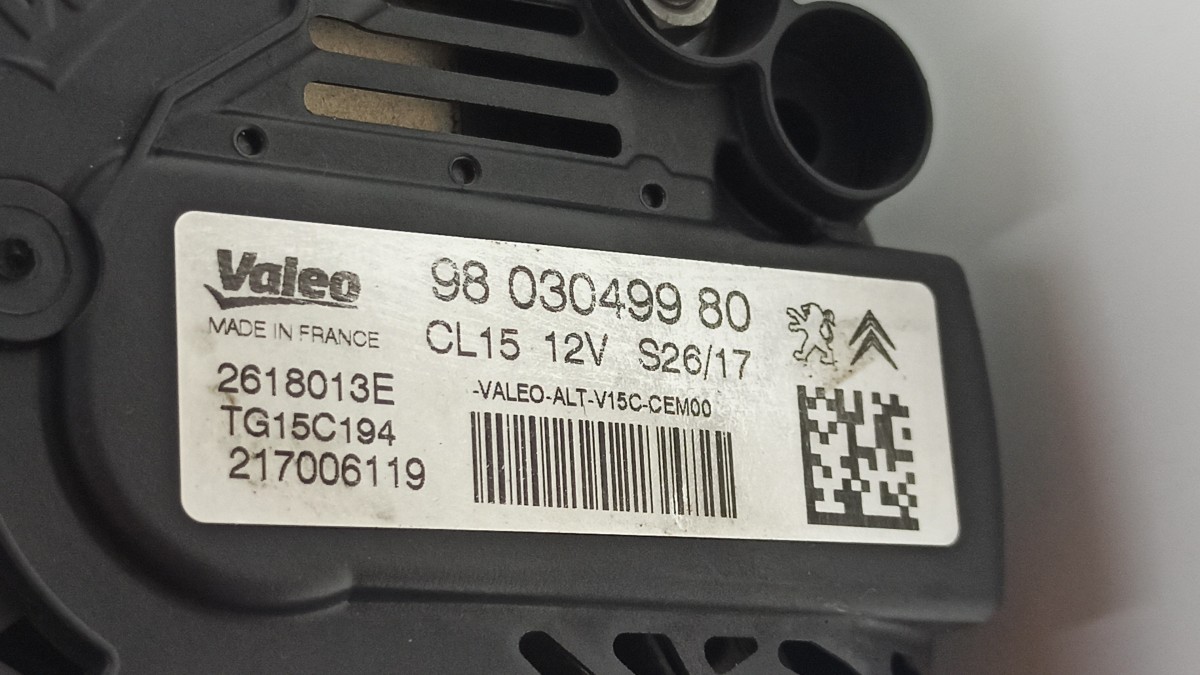 Valeo
MADE IN FRANCE
2618013E
TG15C194
217006119
98 030499 80
CL15 12V S26/17
-VALEO-ALT-V15C-CEM00